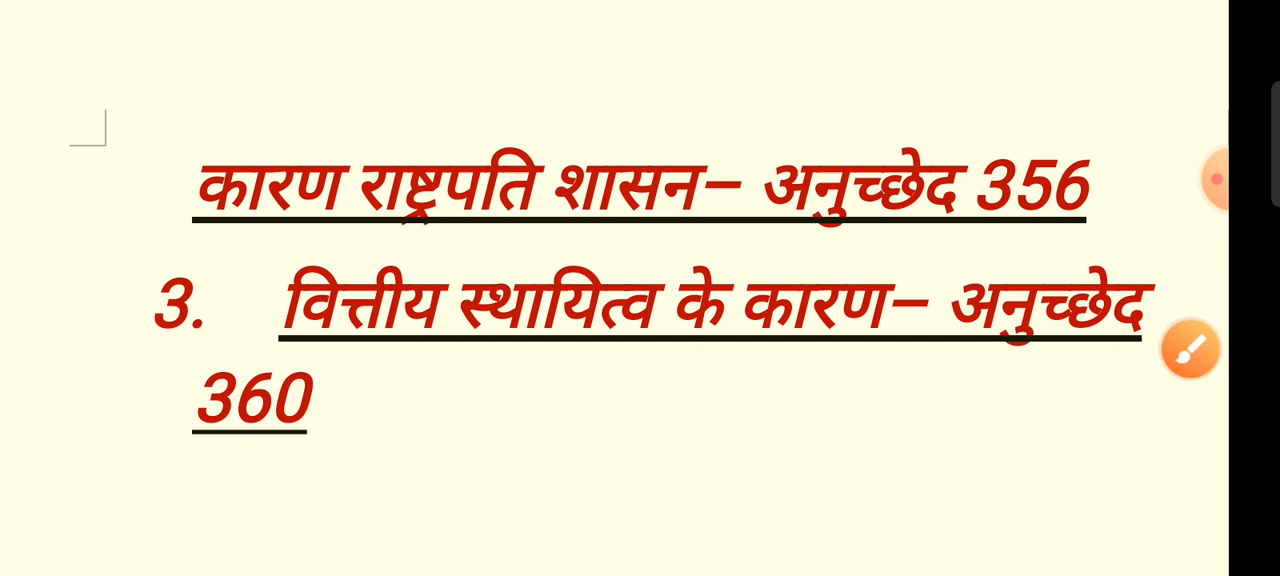 कारण राष्ट्रपति शासन– अनुच्छेद 356
3. वित्तीय स्थायित्व के कारण– अनुच्छेद
360